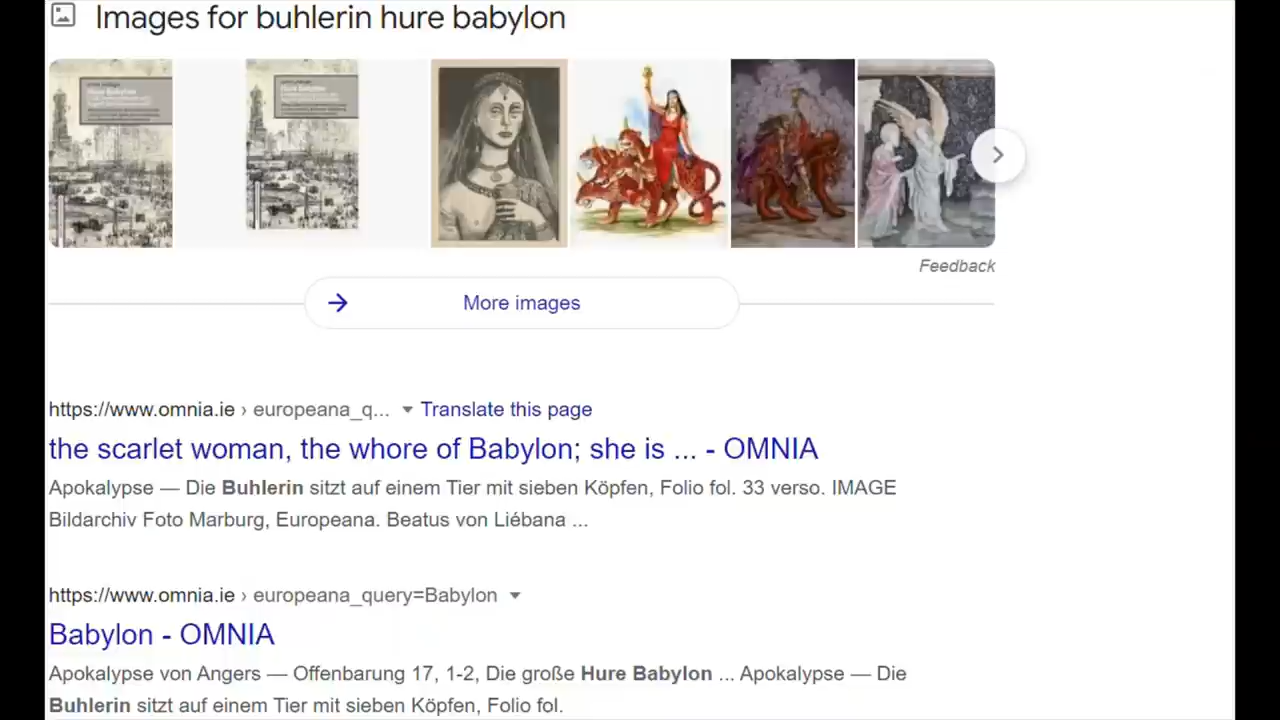 Images for buhlerin hure babylon
Hure Babylon
Hure Babylon
Feedback
More images
https://www.omnia.ie › europeana_q... Translate this page
the scarlet woman, the whore of Babylon; she is ... - OMNIA
Apokalypse — Die Buhlerin sitzt auf einem Tier mit sieben Köpfen, Folio fol. 33 verso. IMAGE
Bildarchiv Foto Marburg, Europeana. Beatus von Liébana ...
https://www.omnia.ie › europeana_query=Babylon
Babylon - OMNIA
Apokalypse von Angers — Offenbarung 17, 1-2, Die große Hure Babylon ... Apokalypse — Die
Buhlerin sitzt auf einem Tier mit sieben Köpfen, Folio fol.